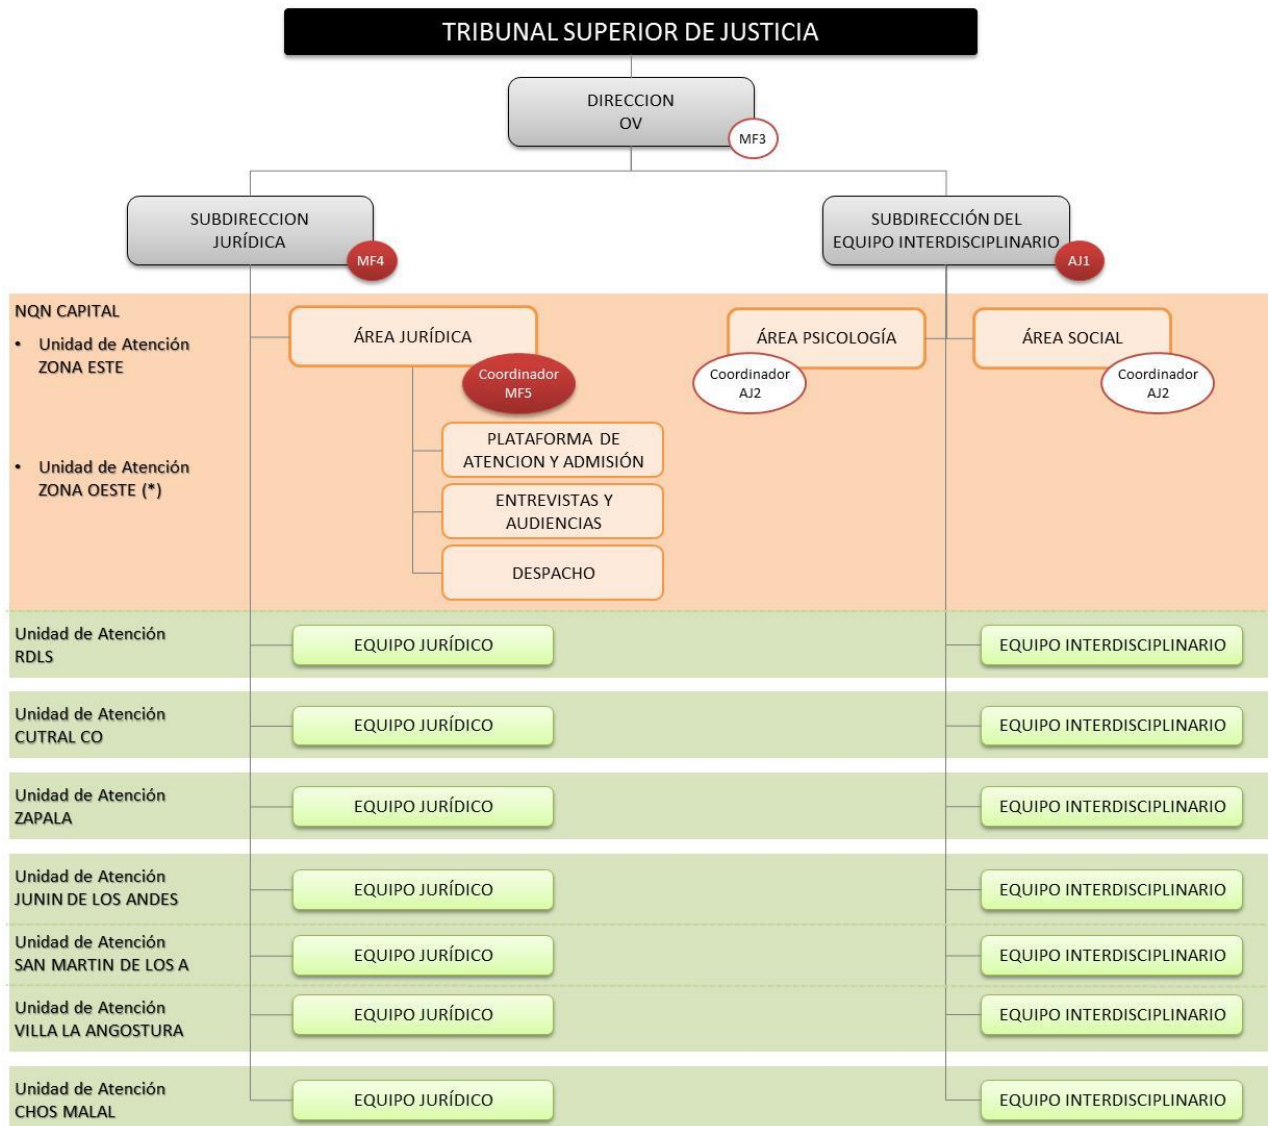 TRIBUNAL SUPERIOR DE JUSTICIA
DIRECCION
OV
MF3
SUBDIRECCION
JURÍDICA
MF4
SUBDIRECCIÓN DEL
EQUIPO INTERDISCIPLINARIO
AJ1
NQN CAPITAL
• Unidad de Atención
ZONA ESTE
ÁREA JURÍDICA
Coordinador
MF5
ÁREA PSICOLOGÍA
Coordinador
AJ2
ÁREA SOCIAL
Coordinador
AJ2
• Unidad de Atención
ZONA OESTE (*)
PLATAFORMA DE
ATENCION Y ADMISIÓN
ENTREVISTAS Y
AUDIENCIAS
DESPACHO
Unidad de Atención
RDLS
EQUIPO JURÍDICO
EQUIPO INTERDISCIPLINARIO
Unidad de Atención
CUTRAL CO
EQUIPO JURÍDICO
EQUIPO INTERDISCIPLINARIO
Unidad de Atención
ZAPALA
EQUIPO JURÍDICO
EQUIPO INTERDISCIPLINARIO
Unidad de Atención
JUNIN DE LOS ANDES
EQUIPO JURÍDICO
EQUIPO INTERDISCIPLINARIO
Unidad de Atención
SAN MARTIN DE LOS A
EQUIPO JURÍDICO
EQUIPO INTERDISCIPLINARIO
Unidad de Atención
VILLA LA ANGOSTURA
EQUIPO JURÍDICO
EQUIPO INTERDISCIPLINARIO
Unidad de Atención
CHOS MALAL
EQUIPO JURÍDICO
EQUIPO INTERDISCIPLINARIO